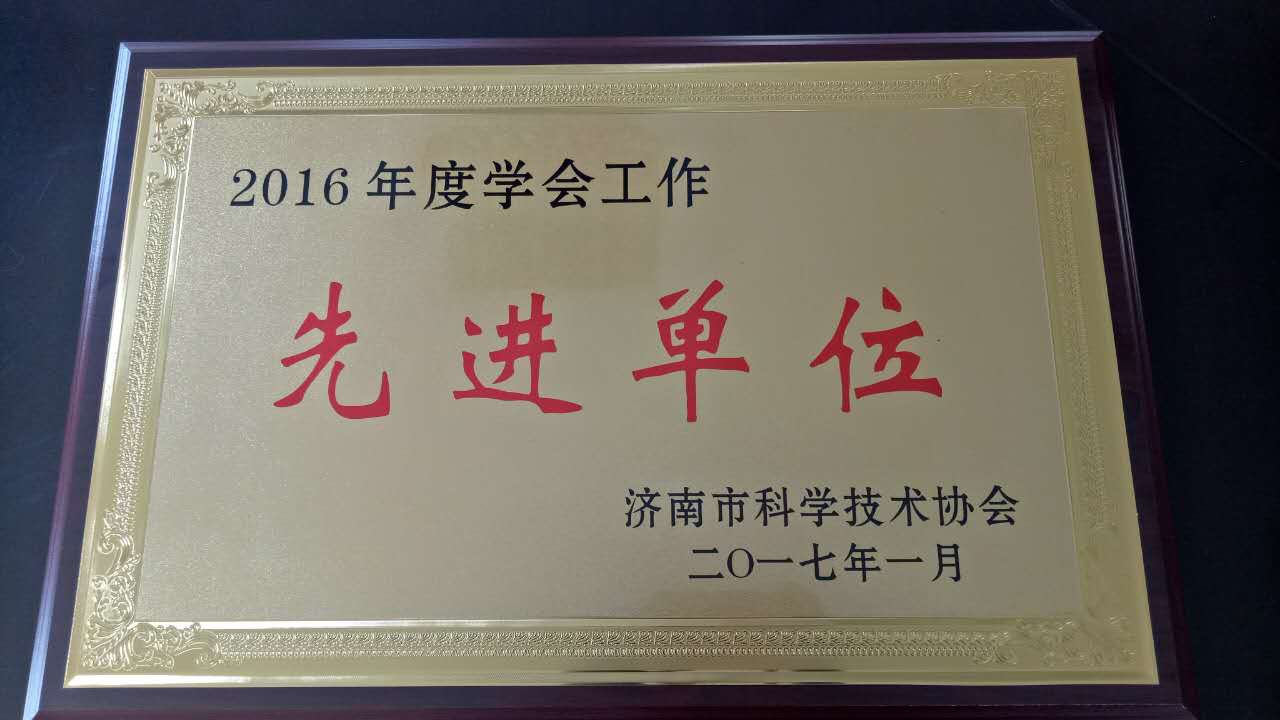 2016年度学会工作
先进单位
济南市科学技术协会
二〇一七年一月